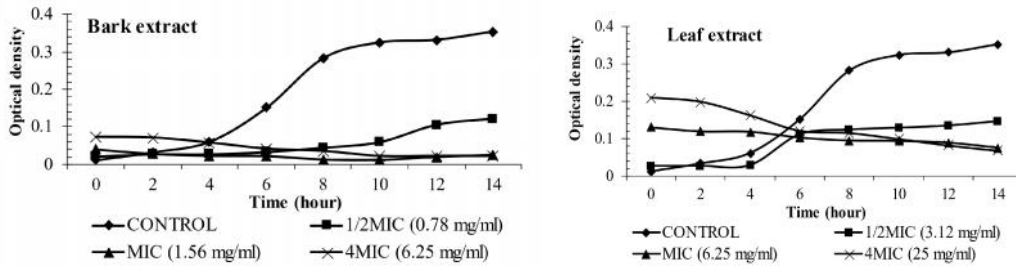 Bark extract
Optical density
0.4
0.3
0.2
0.1
0
0 2 4 6 8 10 12 14
Time (hour)
CONTROL 1/2MIC (0.78 mg/ml)
MIC (1.56 mg/ml) 4MIC (6.25 mg/ml)
Leaf extract
Optical density
0.4
0.3
0.2
0.1
0
0 2 4 6 8 10 12 14
Time (hour)
CONTROL 1/2MIC (3.12 mg/ml)
MIC (6.25 mg/ml) 4MIC (25 mg/ml)